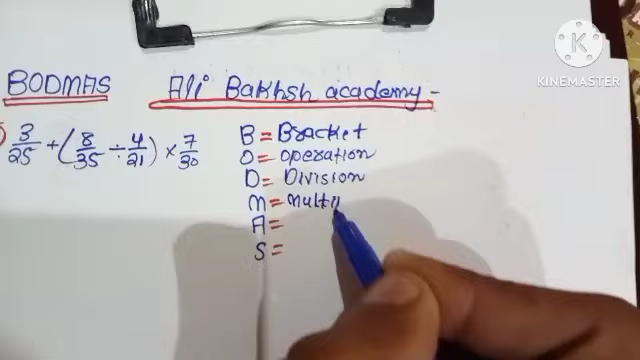 K
KINEMASTER
BODMAS Ali Bakhsh academy -
3/25 + (8/35 ÷ 4/21) × 7/30
B = Bracket
O = operation
D = Division
M = multi
A =
S =